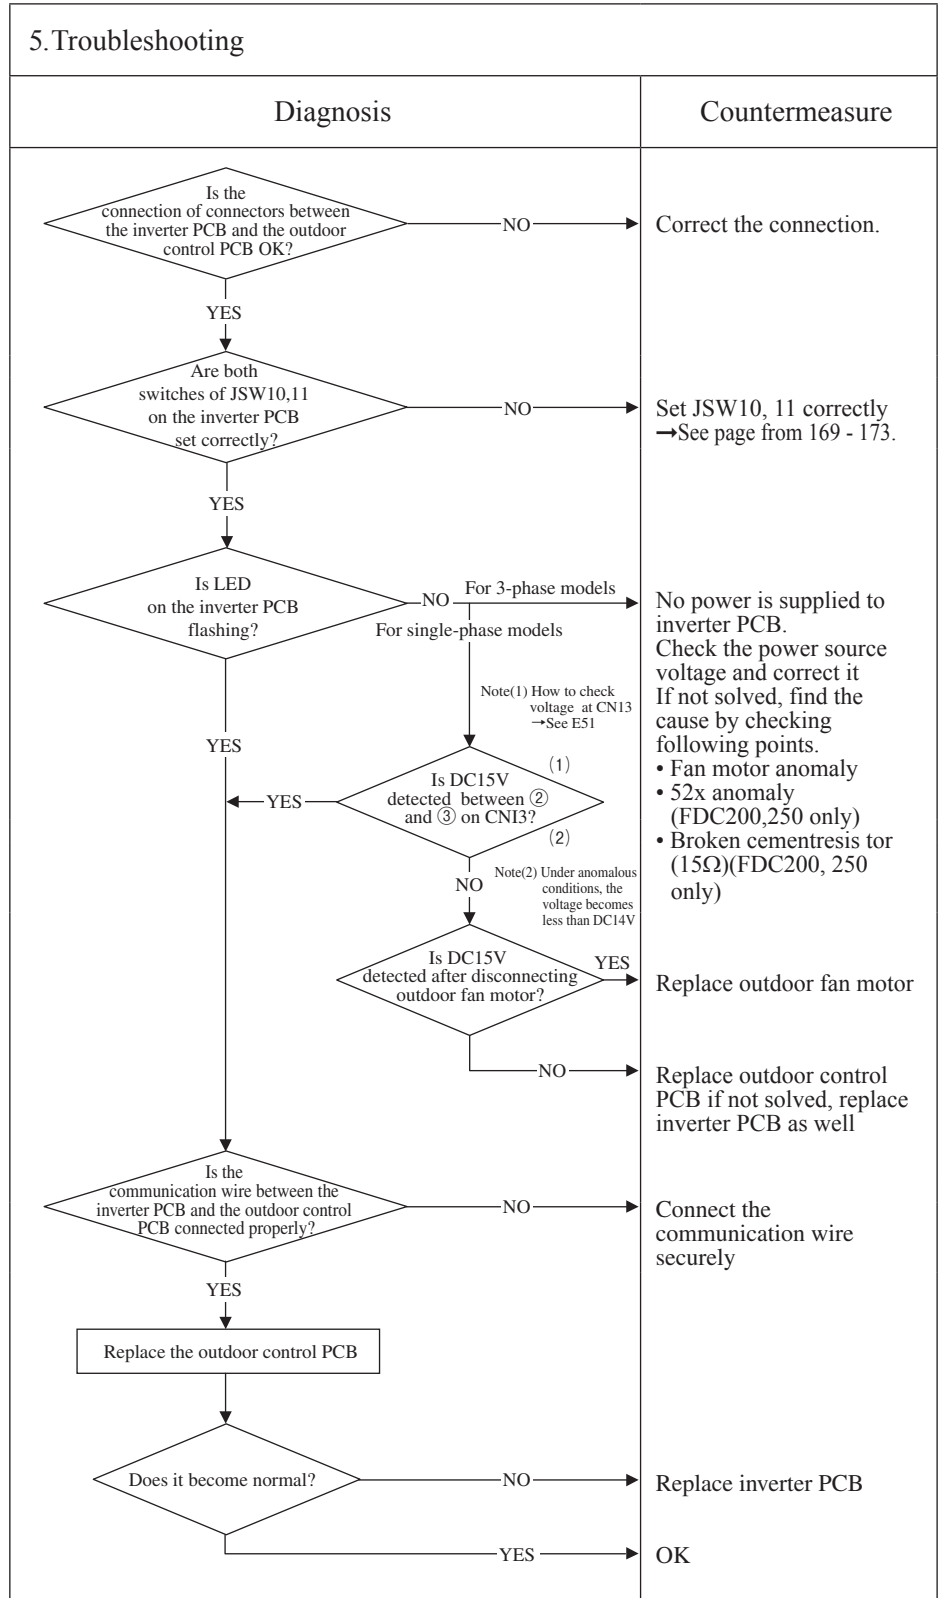 5.Troubleshooting
Diagnosis
Countermeasure
Is the
connection of connectors between
the inverter PCB and the outdoor
control PCB OK?
NO
Correct the connection.
YES
Are both
switches of JSW10,11
on the inverter PCB
set correctly?
NO
Set JSW10, 11 correctly
→See page from 169 - 173.
YES
Is LED
on the inverter PCB
flashing?
NO
For 3-phase models
For single-phase models
No power is supplied to
inverter PCB.
Check the power source
voltage and correct it
If not solved, find the
cause by checking
following points.
• Fan motor anomaly
• 52x anomaly
(FDC200,250 only)
• Broken cementresis tor
(15Ω)(FDC200, 250
only)
Note(1) How to check
voltage at CN13
→See E51
YES
(1)
Is DC15V
detected between ②
and ③ on CNI3?
(2)
YES
NO
Note(2) Under anomalous
conditions, the
voltage becomes
less than DC14V
Is DC15V
detected after disconnecting
outdoor fan motor?
YES
Replace outdoor fan motor
NO
Replace outdoor control
PCB if not solved, replace
inverter PCB as well
Is the
communication wire between the
inverter PCB and the outdoor control
PCB connected properly?
NO
Connect the
communication wire
securely
YES
Replace the outdoor control PCB
Does it become normal?
NO
Replace inverter PCB
YES
OK